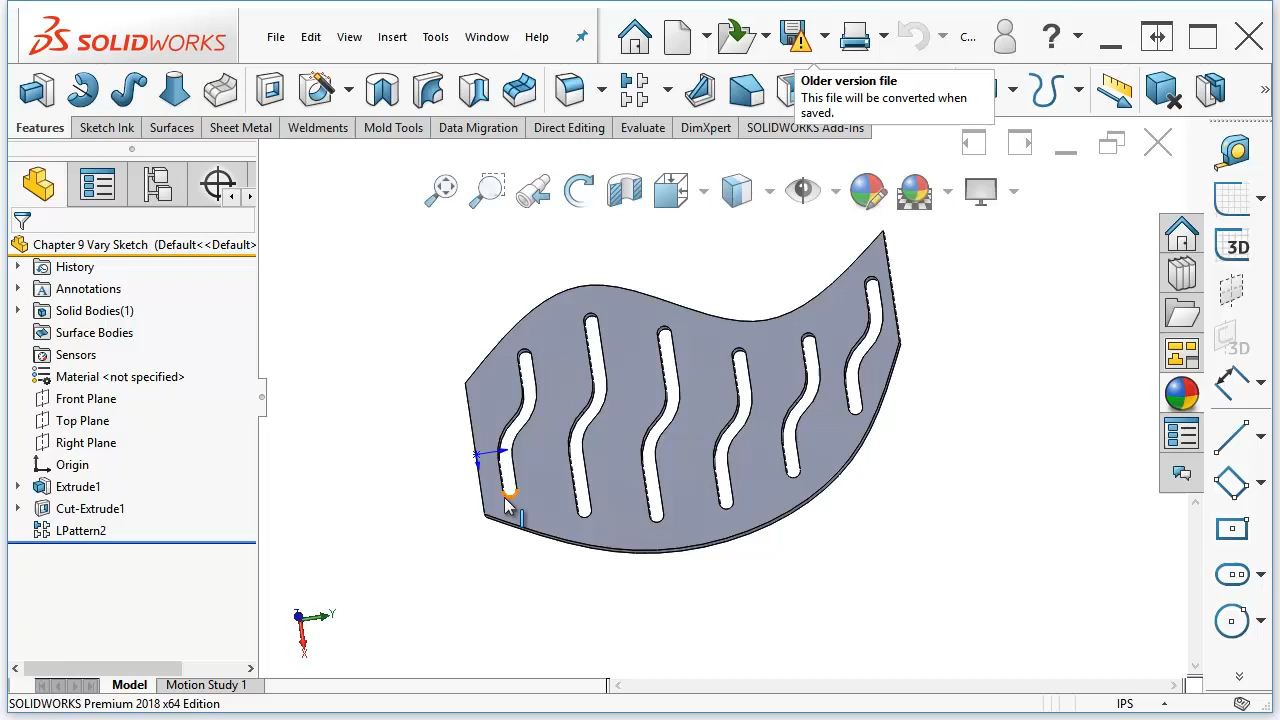 SOLIDWORKS
File Edit View Insert Tools Window Help
C... ?
Older version file
This file will be converted when
saved.
Features Sketch Ink Surfaces Sheet Metal Weldments Mold Tools Data Migration Direct Editing Evaluate DimXpert SOLIDWORKS Add-Ins
Chapter 9 Vary Sketch (Default<<Default>
History
Annotations
Solid Bodies(1)
Surface Bodies
Sensors
Material <not specified>
Front Plane
Top Plane
Right Plane
Origin
Extrude1
Cut-Extrude1
LPattern2
3D
3D
Z
Y
X
Model Motion Study 1
SOLIDWORKS Premium 2018 x64 Edition
IPS